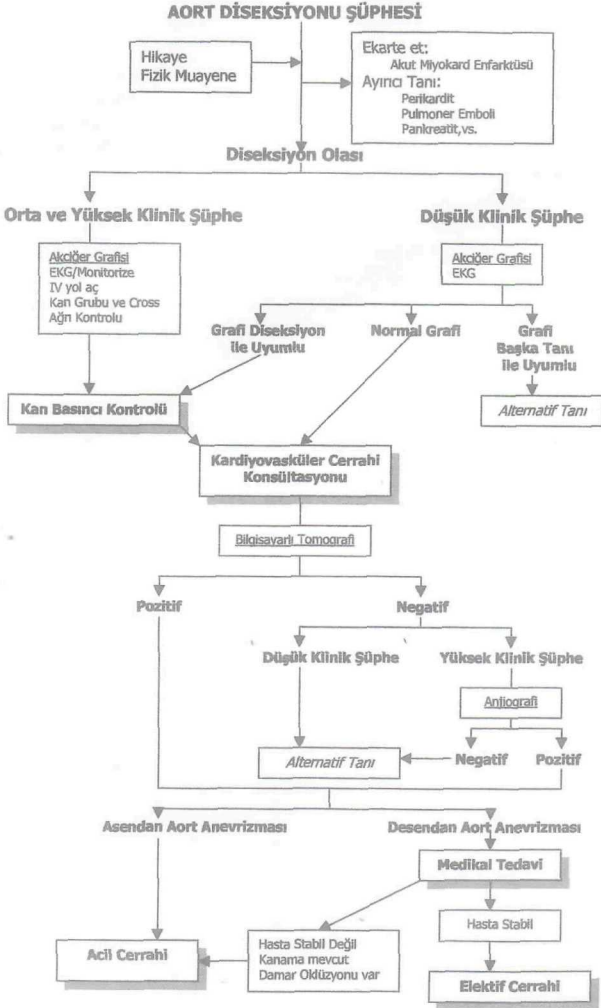 AORT DİSEKSİYONU ŞÜPHESİ
Hikaye
Fizik Muayene
Ekarte et:
Akut Miyokard Enfarktüsü
Ayırıcı Tanı:
Perikardit
Pulmoner Emboli
Pankreatit,vs.
Diseksiyon Olası
Orta ve Yüksek Klinik Şüphe
Düşük Klinik Şüphe
Akciğer Grafisi
EKG/Monitorize
IV yol aç
Kan Grubu ve Cross
Ağrı Kontrolu
Akciğer Grafisi
EKG
Grafi Diseksiyon
ile Uyumlu
Normal Grafi
Grafi
Başka Tanı
ile Uyumlu
Kan Basıncı Kontrolü
Alternatif Tanı
Kardiyovasküler Cerrahi
Konsültasyonu
Bilgisayarlı Tomografi
Pozitif
Negatif
Düşük Klinik Şüphe
Yüksek Klinik Şüphe
Anjiografi
Alternatif Tanı
Negatif
Pozitif
Asendan Aort Anevrizması
Desendan Aort Anevrizması
Medikal Tedavi
Acil Cerrahi
Hasta Stabil Değil
Kanama mevcut
Damar Oklüzyonu var
Hasta Stabil
Elektif Cerrahi